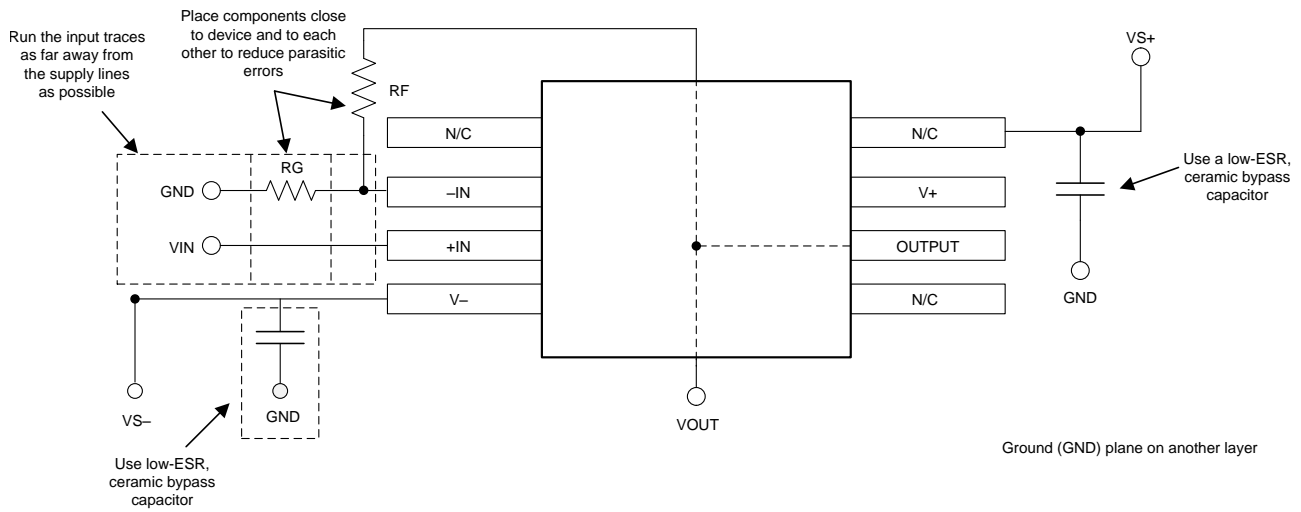 Place components close
to device and to each
other to reduce parasitic
errors
Run the input traces
as far away from
the supply lines
as possible
VS+
RF
N/C
N/C
Use a low-ESR,
ceramic bypass
capacitor
RG
GND
–IN
V+
VIN
+IN
OUTPUT
GND
V–
N/C
VS–
GND
VOUT
Ground (GND) plane on another layer
Use low-ESR,
ceramic bypass
capacitor